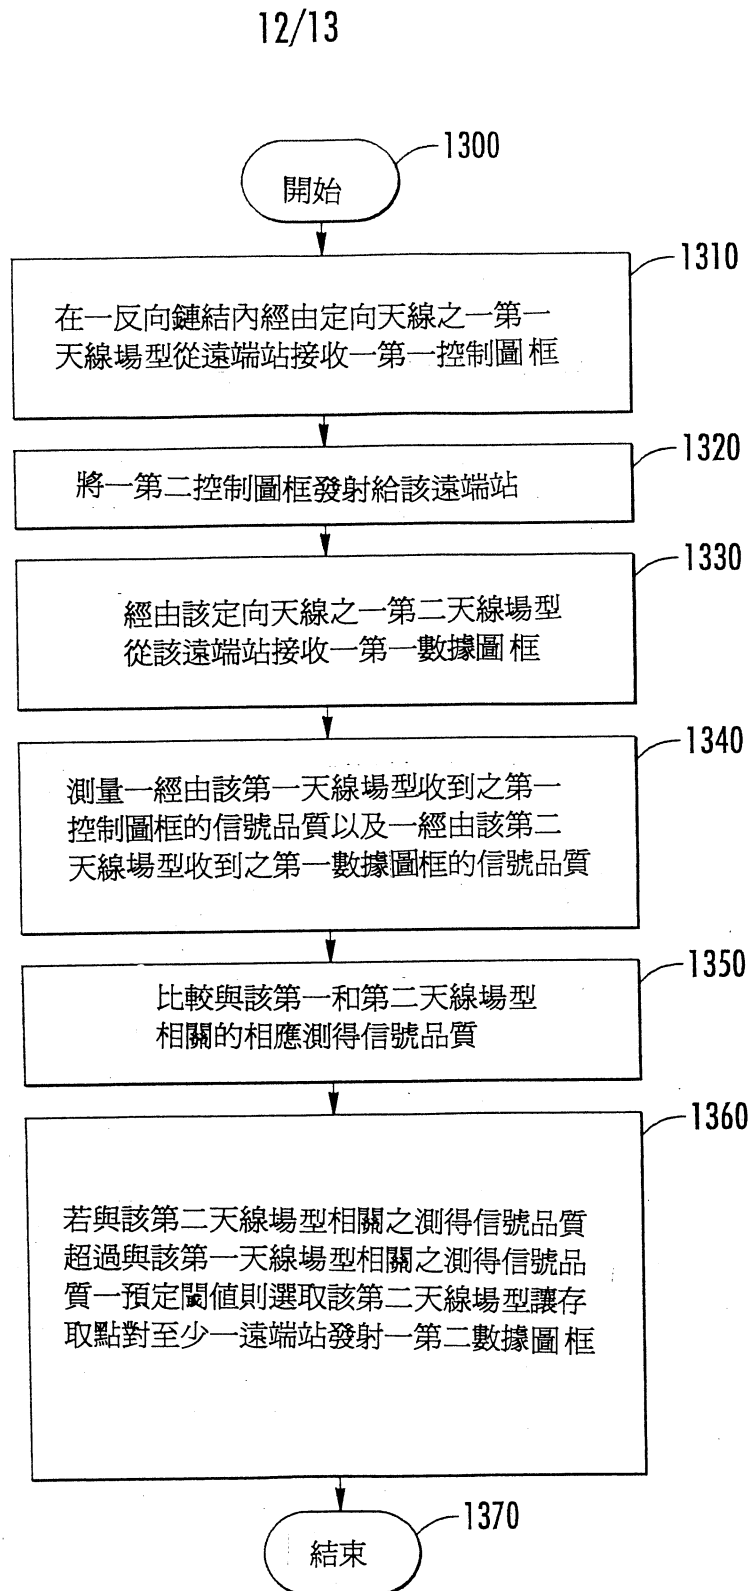 12/13
1300
開始
1310
在一反向鏈結內經由定向天線之一第一
天線場型從遠端站接收一第一控制圖框
1320
將一第二控制圖框發射給該遠端站
1330
經由該定向天線之一第二天線場型
從該遠端站接收一第一數據圖框
1340
測量一經由該第一天線場型收到之第一
控制圖框的信號品質以及一經由該第二
天線場型收到之第一數據圖框的信號品質
1350
比較與該第一和第二天線場型
相關的相應測得信號品質
1360
若與該第二天線場型相關之測得信號品質
超過與該第一天線場型相關之測得信號品
質一預定閾值則選取該第二天線場型讓存
取點對至少一遠端站發射一第二數據圖框
1370
結束